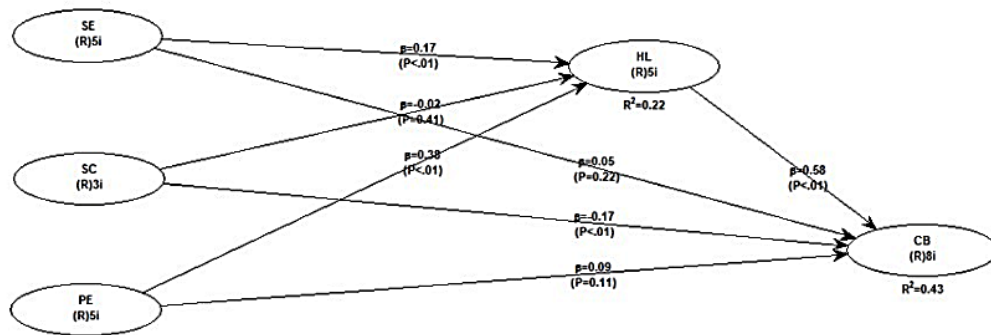 SE
(R)5i
β=0.17
(P<.01)
HL
(R)5i
R²=0.22
β=-0.02
(P=0.41)
β=0.38
(P<.01)
SC
(R)3i
β=0.05
(P=0.22)
β=0.58
(P<.01)
β=-0.17
(P<.01)
CB
(R)8i
R²=0.43
β=0.09
(P=0.11)
PE
(R)5i